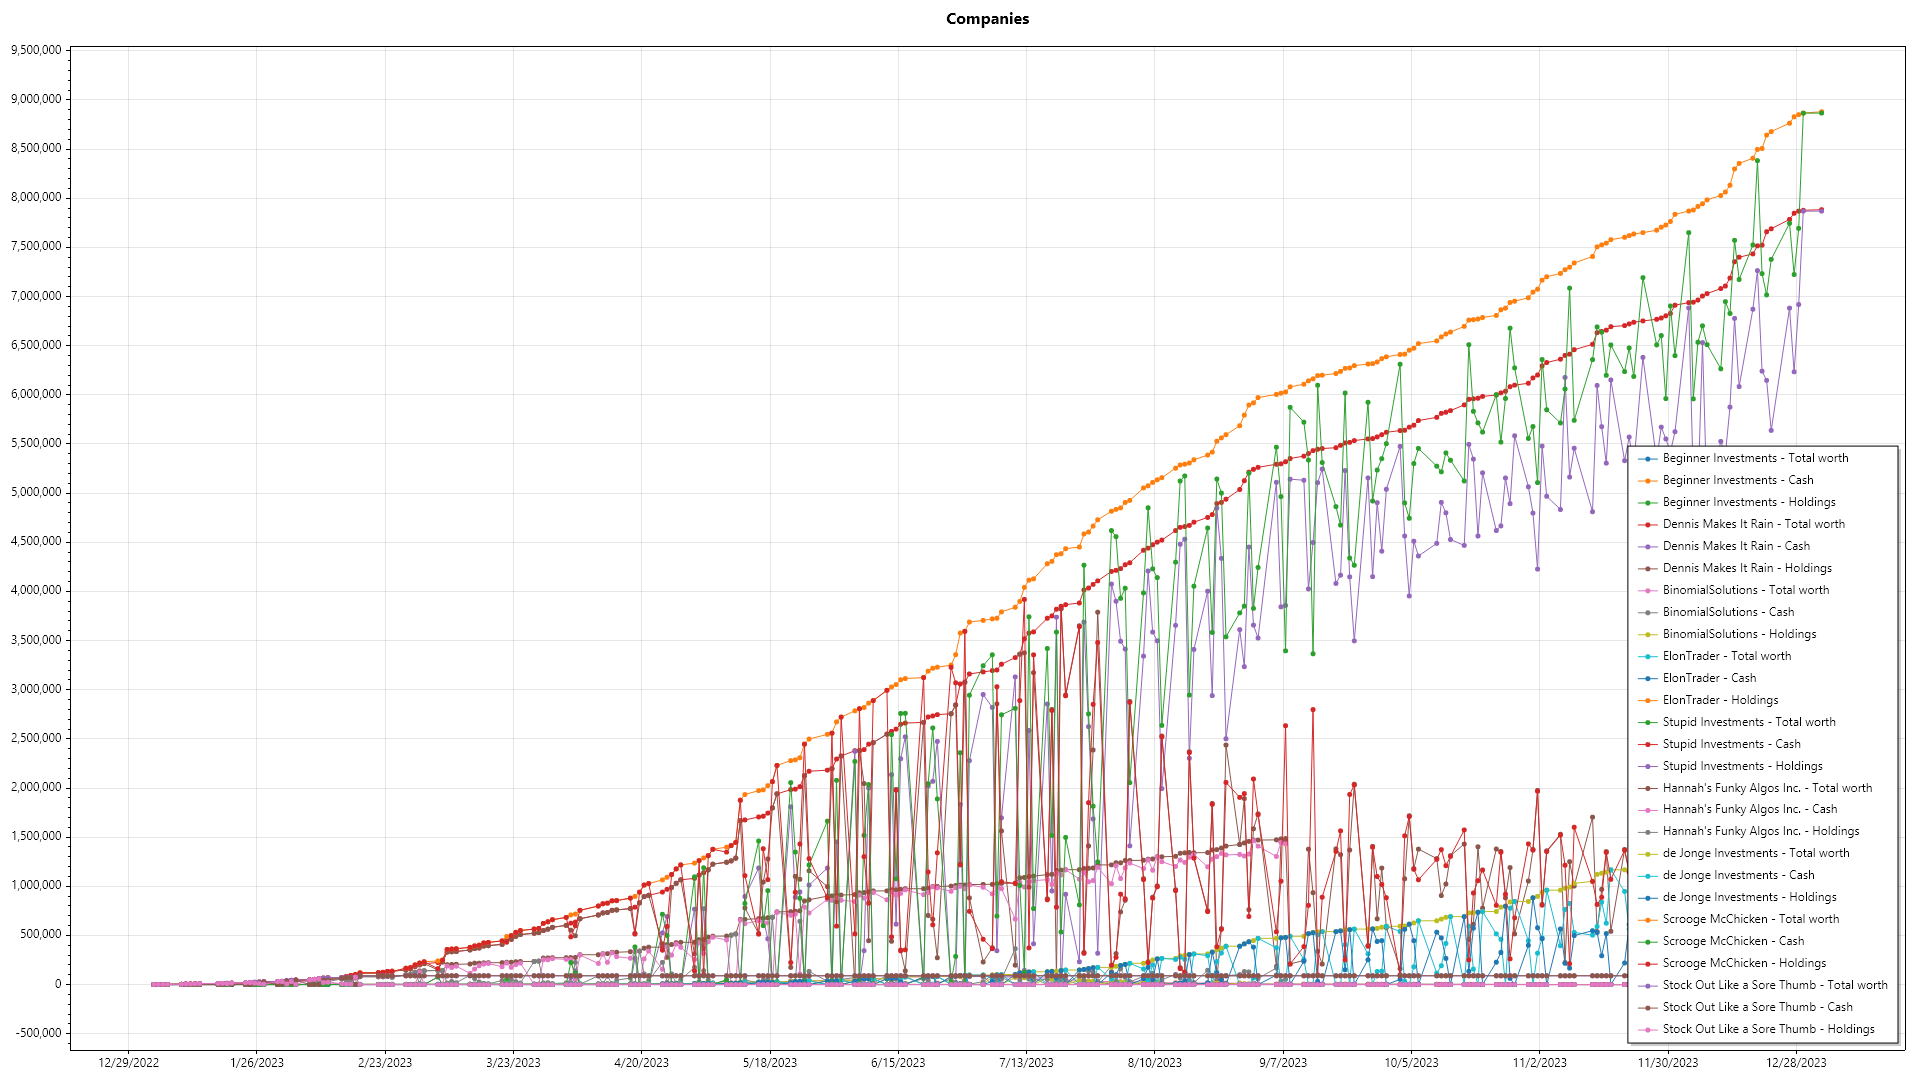 Companies
9,500,000
9,000,000
8,500,000
8,000,000
7,500,000
7,000,000
6,500,000
6,000,000
5,500,000
5,000,000
4,500,000
4,000,000
3,500,000
3,000,000
2,500,000
2,000,000
1,500,000
1,000,000
500,000
0
-500,000
12/29/2022 1/26/2023 2/23/2023 3/23/2023 4/20/2023 5/18/2023 6/15/2023 7/13/2023 8/10/2023 9/7/2023 10/5/2023 11/2/2023 11/30/2023 12/28/2023
Beginner Investments - Total worth
Beginner Investments - Cash
Beginner Investments - Holdings
Dennis Makes It Rain - Total worth
Dennis Makes It Rain - Cash
Dennis Makes It Rain - Holdings
BinomialSolutions - Total worth
BinomialSolutions - Cash
BinomialSolutions - Holdings
ElonTrader - Total worth
ElonTrader - Cash
ElonTrader - Holdings
Stupid Investments - Total worth
Stupid Investments - Cash
Stupid Investments - Holdings
Hannah's Funky Algos Inc. - Total worth
Hannah's Funky Algos Inc. - Cash
Hannah's Funky Algos Inc. - Holdings
de Jonge Investments - Total worth
de Jonge Investments - Cash
de Jonge Investments - Holdings
Scrooge McChicken - Total worth
Scrooge McChicken - Cash
Scrooge McChicken - Holdings
Stock Out Like a Sore Thumb - Total worth
Stock Out Like a Sore Thumb - Cash
Stock Out Like a Sore Thumb - Holdings